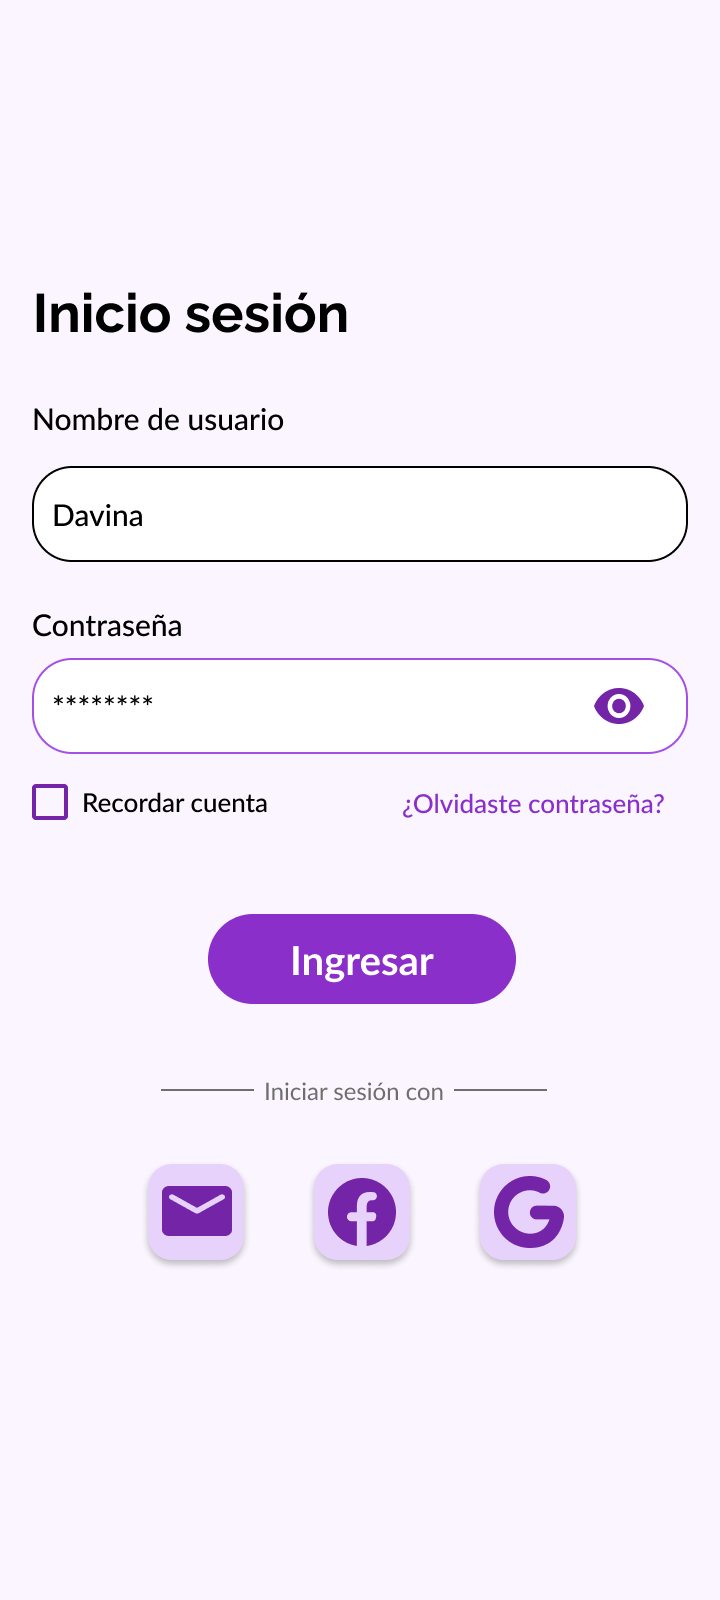 Inicio sesión
Nombre de usuario
Davina
Contraseña
********
Recordar cuenta
¿Olvidaste contraseña?
Ingresar
Iniciar sesión con